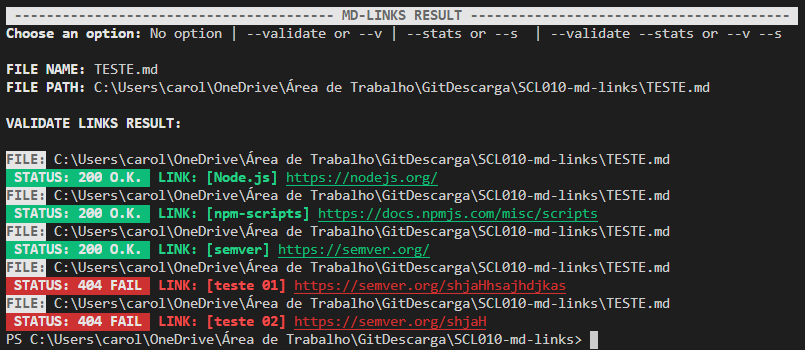 ---------------------------------------- MD-LINKS RESULT ----------------------------------------
Choose an option: No option | --validate or --v | --stats or --s  | --validate --stats or --v --s
FILE NAME: TESTE.md
FILE PATH: C:\Users\carol\OneDrive\Área de Trabalho\GitDescarga\SCL010-md-links\TESTE.md
VALIDATE LINKS RESULT:
FILE: C:\Users\carol\OneDrive\Área de Trabalho\GitDescarga\SCL010-md-links\TESTE.md
STATUS: 200 O.K. LINK: [Node.js] https://nodejs.org/
FILE: C:\Users\carol\OneDrive\Área de Trabalho\GitDescarga\SCL010-md-links\TESTE.md
STATUS: 200 O.K. LINK: [npm-scripts] https://docs.npmjs.com/misc/scripts
FILE: C:\Users\carol\OneDrive\Área de Trabalho\GitDescarga\SCL010-md-links\TESTE.md
STATUS: 200 O.K. LINK: [semver] https://semver.org/
FILE: C:\Users\carol\OneDrive\Área de Trabalho\GitDescarga\SCL010-md-links\TESTE.md
STATUS: 404 FAIL LINK: [teste 01] https://semver.org/shjaHhsajhdjkas
FILE: C:\Users\carol\OneDrive\Área de Trabalho\GitDescarga\SCL010-md-links\TESTE.md
STATUS: 404 FAIL LINK: [teste 02] https://semver.org/shjaH
PS C:\Users\carol\OneDrive\Área de Trabalho\GitDescarga\SCL010-md-links>